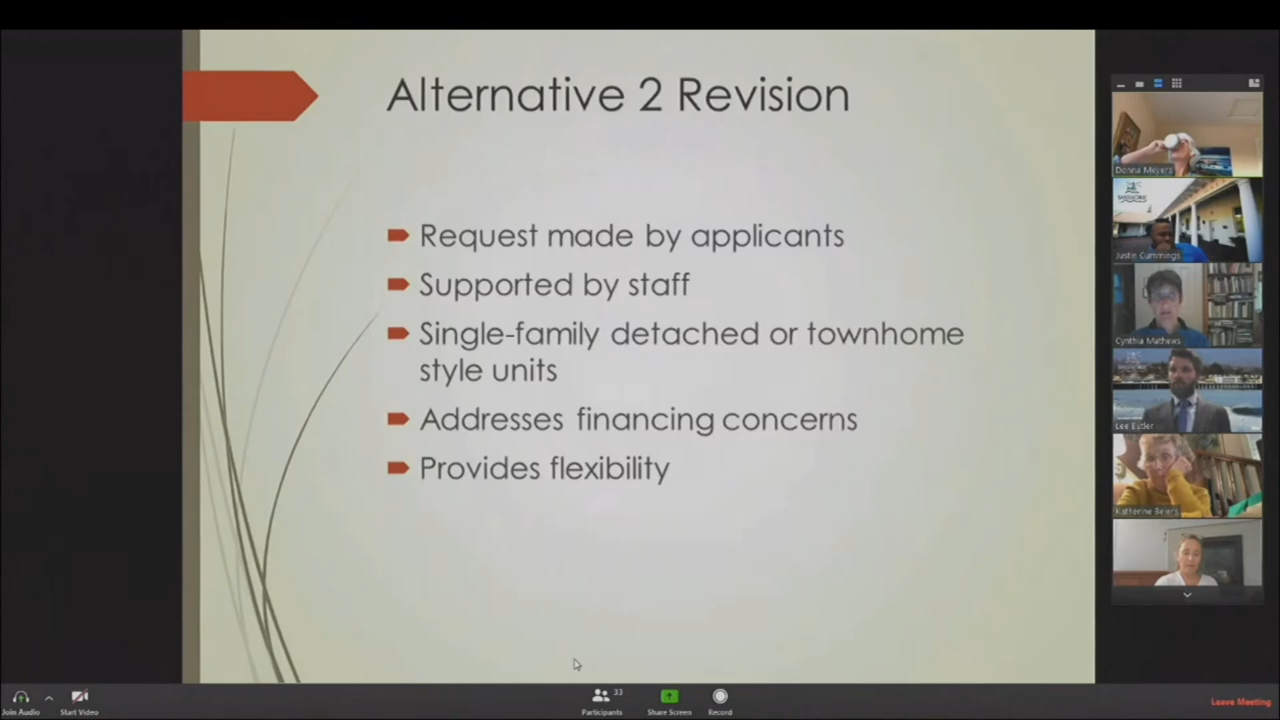 Alternative 2 Revision
Request made by applicants
Supported by staff
Single-family detached or townhome
style units
Addresses financing concerns
Provides flexibility
Donna Meyers
Justin Cummings
Cynthia Mathews
Lee Butler
Katherine Beiers
Join Audio
Start Video
33
Participants
Share Screen
Record
Leave Meeting